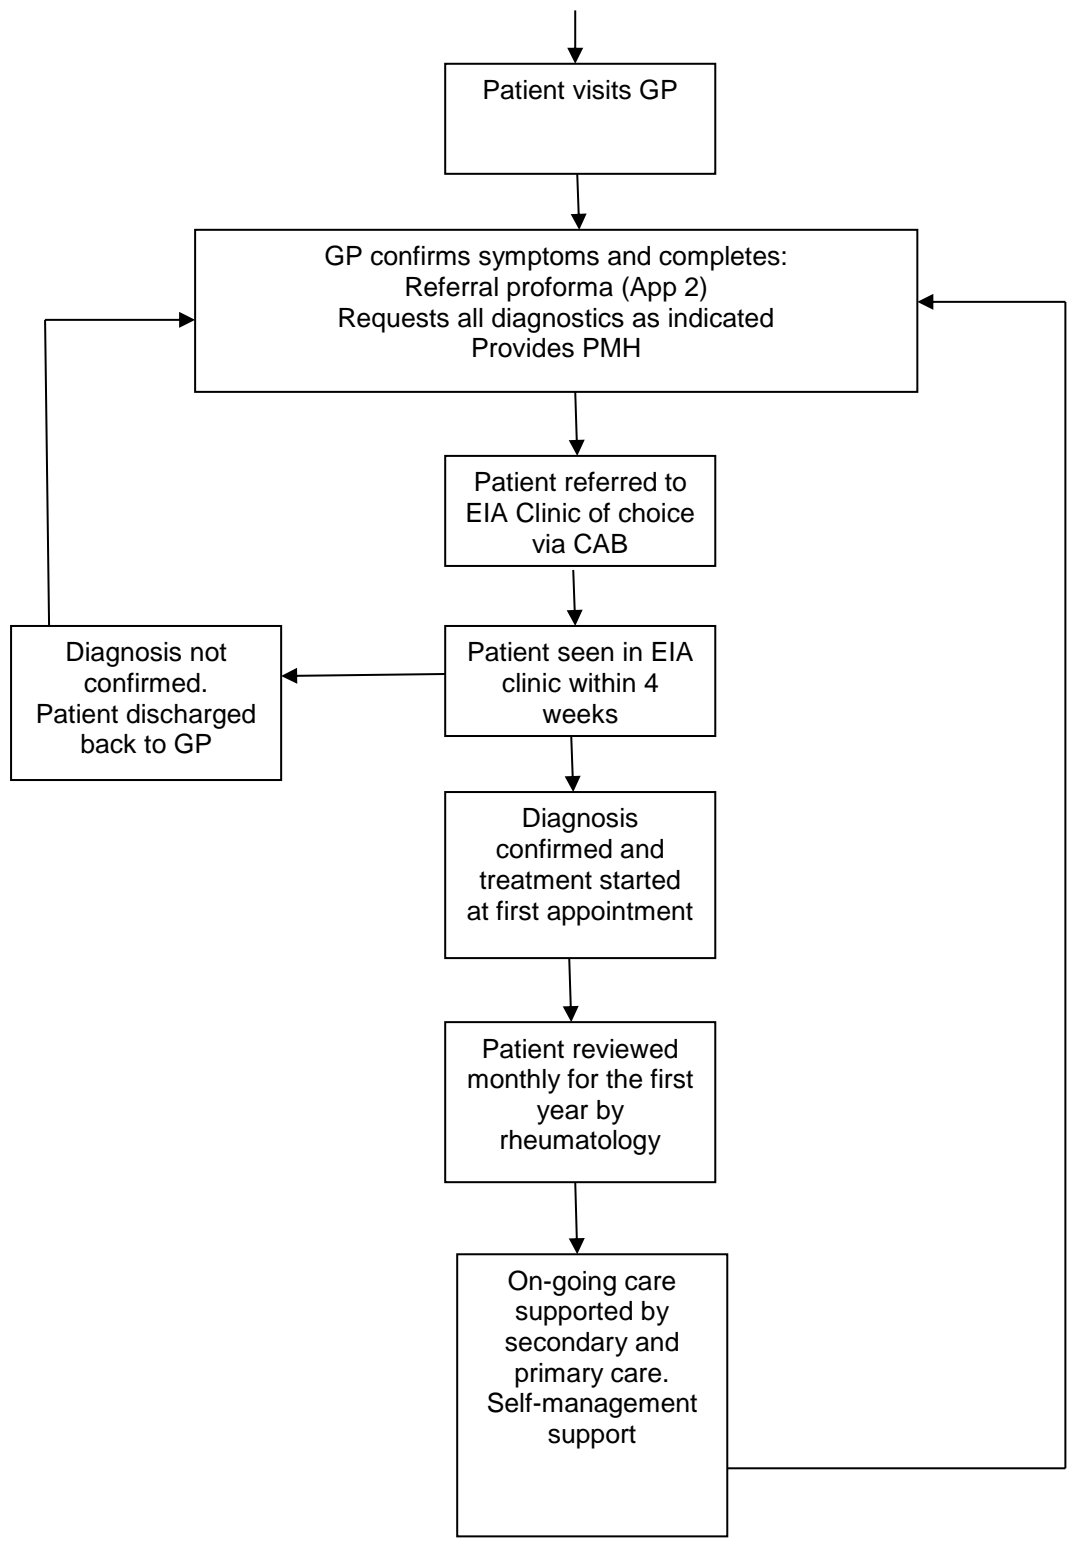 Patient visits GP
GP confirms symptoms and completes:
Referral proforma (App 2)
Requests all diagnostics as indicated
Provides PMH
Patient referred to
EIA Clinic of choice
via CAB
Diagnosis not
confirmed.
Patient discharged
back to GP
Patient seen in EIA
clinic within 4
weeks
Diagnosis
confirmed and
treatment started
at first appointment
Patient reviewed
monthly for the first
year by
rheumatology
On-going care
supported by
secondary and
primary care.
Self-management
support